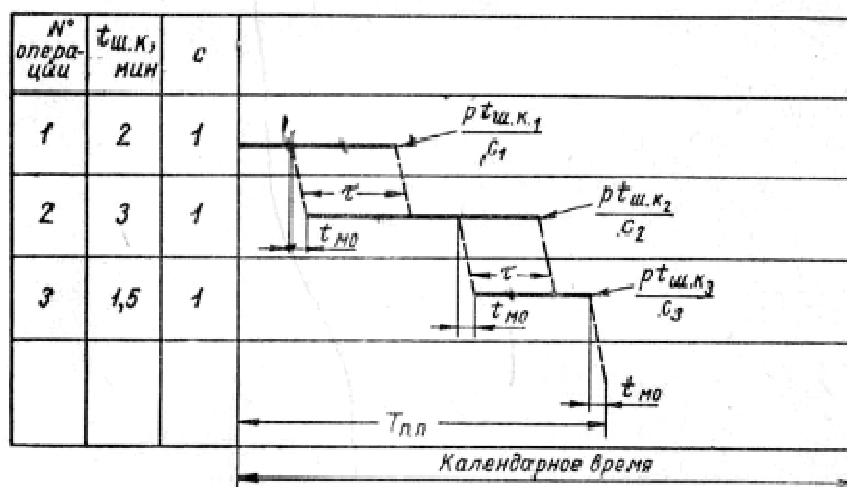 № операции
tш.к, мин
с
1
2
1
ptш.к.1
c1
τ
2
3
1
ptш.к2
c2
tмо
τ
3
1,5
1
ptш.к3
c3
tмо
tмо
Tп.п
Календарное время